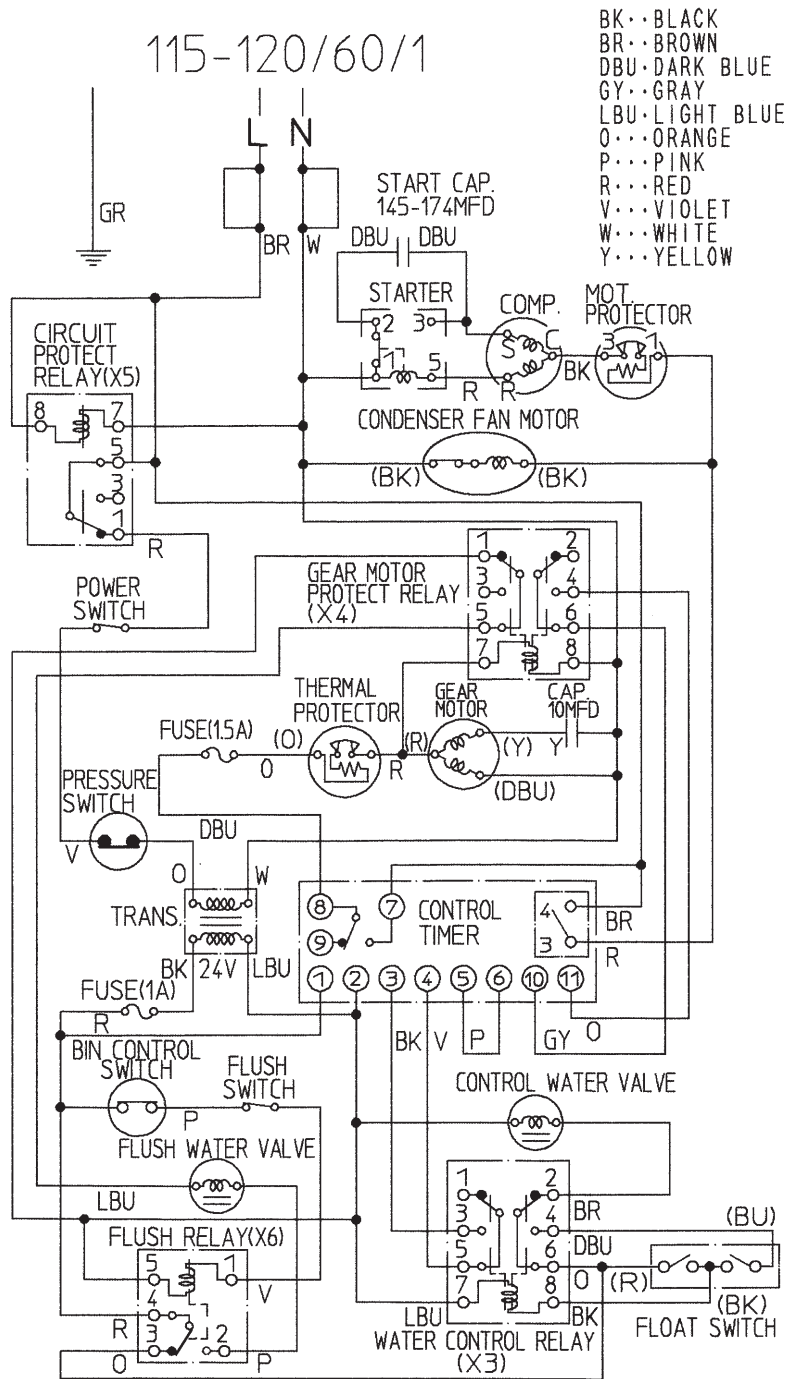 115-120/60/1
BK··BLACK
BR··BROWN
DBU·DARK BLUE
GY··GRAY
LBU·LIGHT BLUE
O···ORANGE
P···PINK
R···RED
V···VIOLET
W···WHITE
Y···YELLOW
L N
GR
BR W
START CAP.
145-174MFD
DBU DBU
STARTER
2 3
1 5
COMP.
S C
R
MOT.
PROTECTOR
3 1
R BK
CIRCUIT
PROTECT
RELAY(X5)
8 7
5
3
1
R
CONDENSER FAN MOTOR
(BK) (BK)
POWER
SWITCH
GEAR MOTOR
PROTECT RELAY
(X4)
1 2
3 4
5 6
7 8
THERMAL
PROTECTOR
GEAR
MOTOR
CAP.
10MFD
FUSE(1.5A)
(O)
O
R
(R)
(Y) Y
(DBU)
PRESSURE
SWITCH
V
DBU
O W
TRANS.
BK 24V LBU
8 7
9
CONTROL
TIMER
4
3
BR
R
1 2 3 4 5 6 10 11
FUSE(1A)
R
BK V P GY O
BIN CONTROL
SWITCH
FLUSH
SWITCH
P
CONTROL WATER VALVE
FLUSH WATER VALVE
LBU
FLUSH RELAY(X6)
5 1
4
3 2
V
R
O P
1 2
3 4
5 6
7 8
BR
DBU
O
(BU)
(R)
(BK)
LBU BK
WATER CONTROL RELAY
(X3)
FLOAT SWITCH